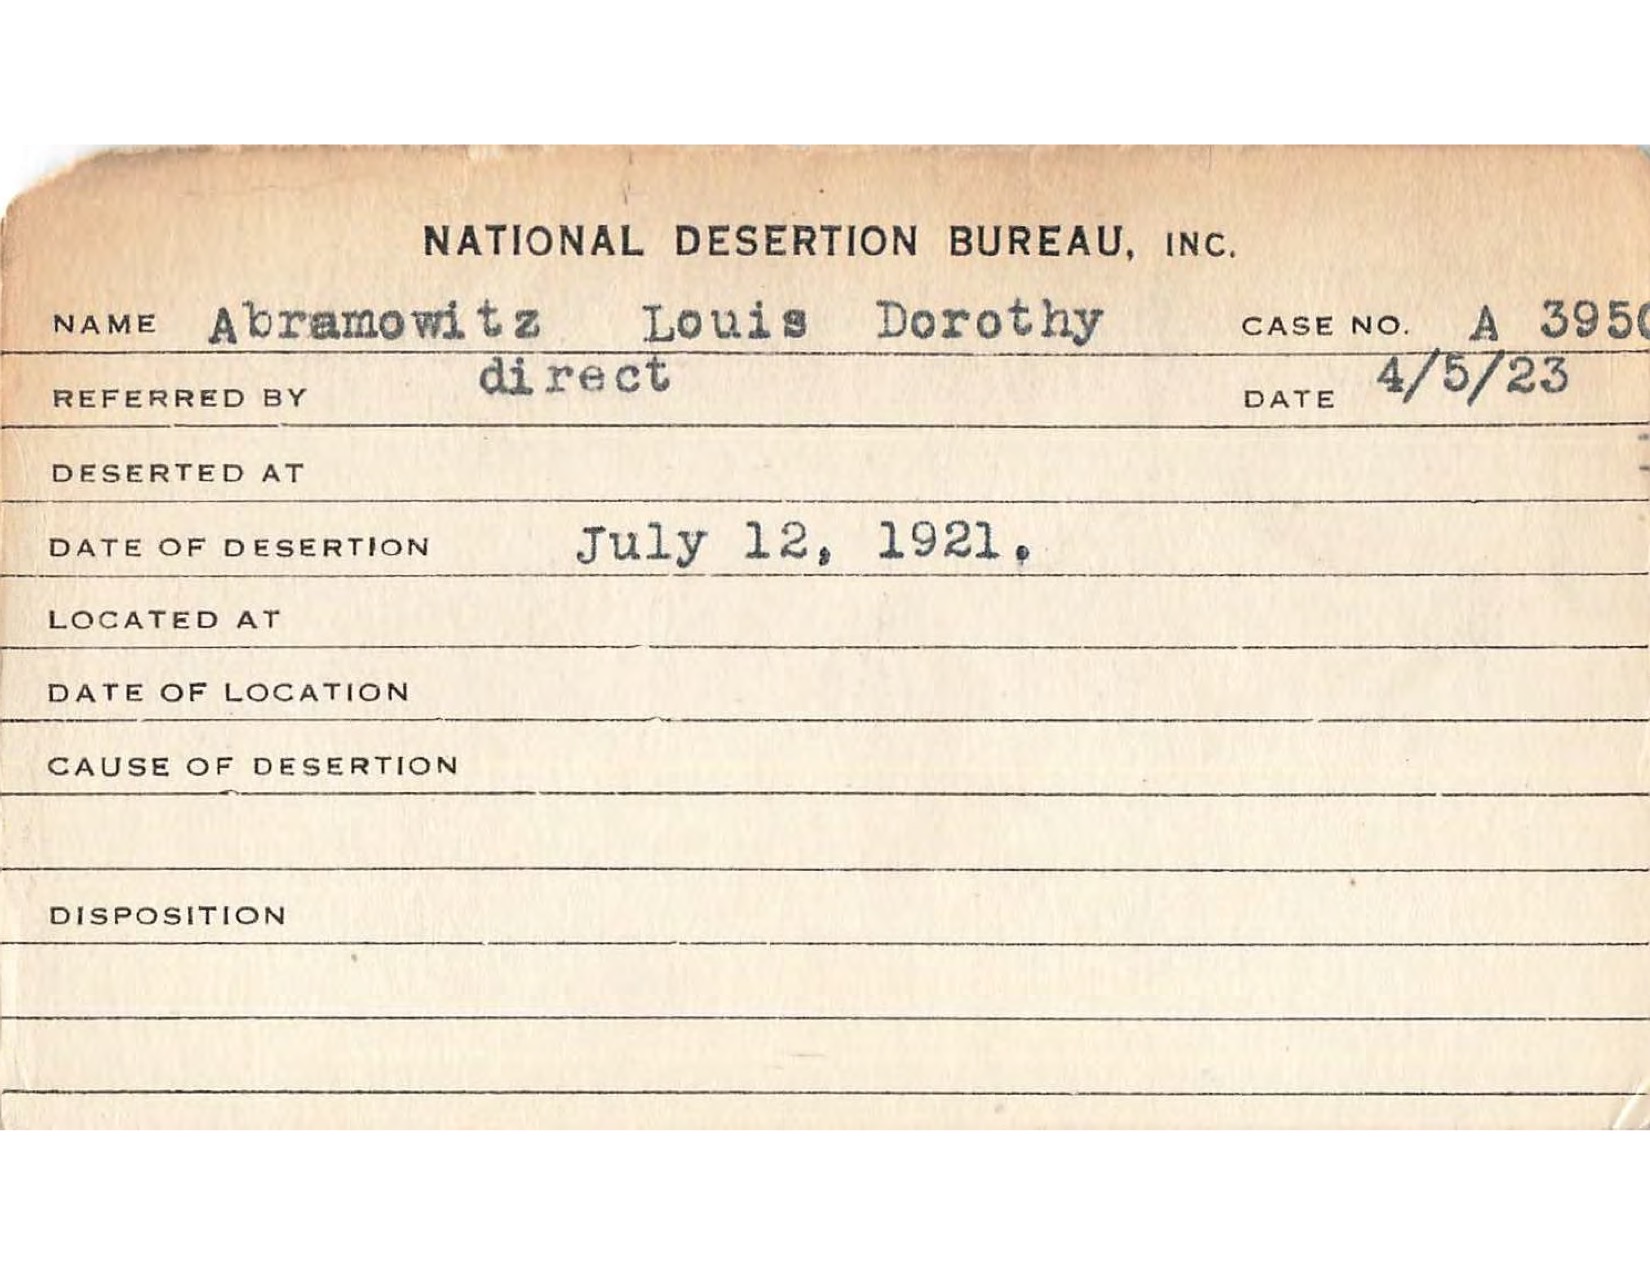 NATIONAL DESERTION BUREAU, INC.
NAME Abramowitz Louis Dorothy CASE NO. A 3950
REFERRED BY direct DATE 4/5/23
DESERTED AT
DATE OF DESERTION July 12, 1921.
LOCATED AT
DATE OF LOCATION
CAUSE OF DESERTION
DISPOSITION